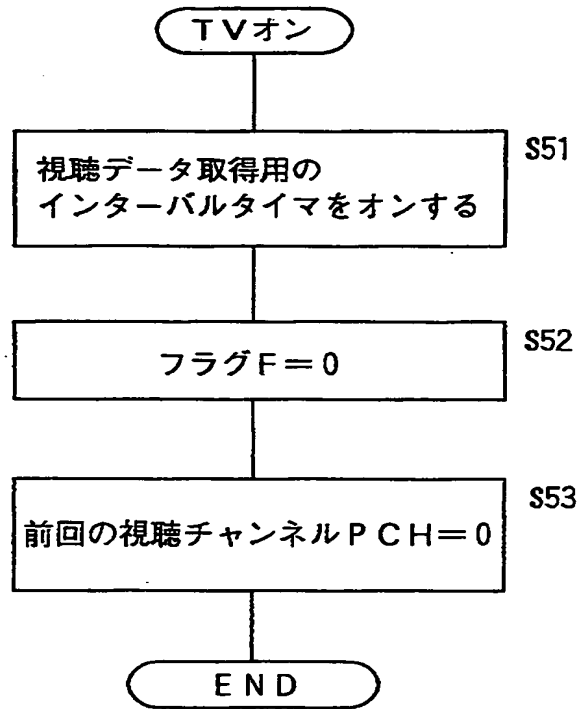 TVオン
S51
視聴データ取得用の
インターバルタイマをオンする
S52
フラグF=0
S53
前回の視聴チャンネルPCH=0
END